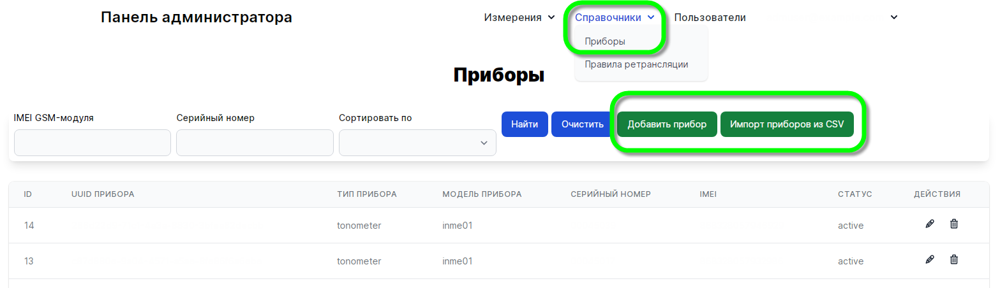 Панель администратора
Измерения Справочники Пользователи
Приборы
Правила ретрансляции
Приборы
IMEI GSM-модуля Серийный номер Сортировать по
Найти Очистить Добавить прибор Импорт приборов из CSV
ID UUID ПРИБОРА ТИП ПРИБОРА МОДЕЛЬ ПРИБОРА СЕРИЙНЫЙ НОМЕР IMEI СТАТУС ДЕЙСТВИЯ
14 tonometer inme01 active
13 tonometer inme01 active